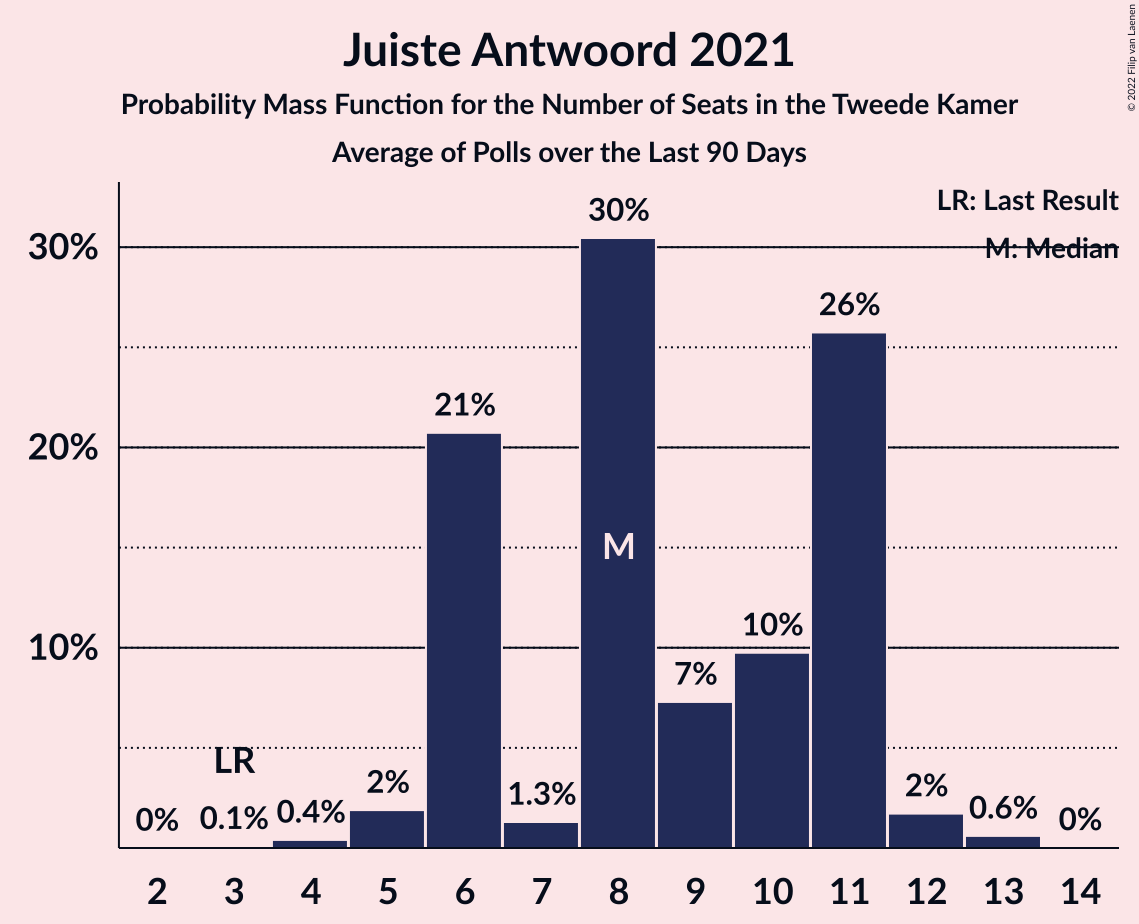 Juiste Antwoord 2021
Probability Mass Function for the Number of Seats in the Tweede Kamer
Average of Polls over the Last 90 Days
© 2022 Filip van Laenen
LR: Last Result
M: Median
30%
20%
10%
0%
0.1%
LR
0.4%
2%
21%
1.3%
30%
M
7%
10%
26%
2%
0.6%
0%
2 3 4 5 6 7 8 9 10 11 12 13 14